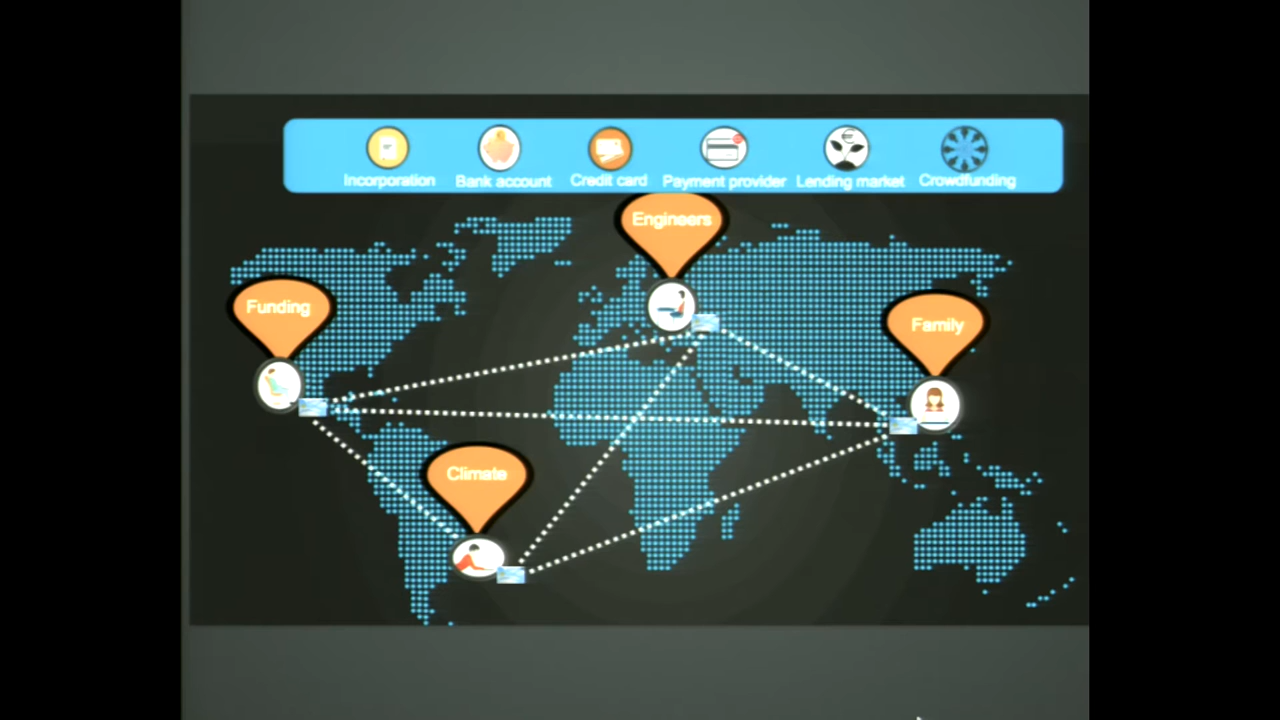 Incorporation Bank account Credit card Payment provider Lending market Crowdfunding
Engineers
Funding
Family
Climate